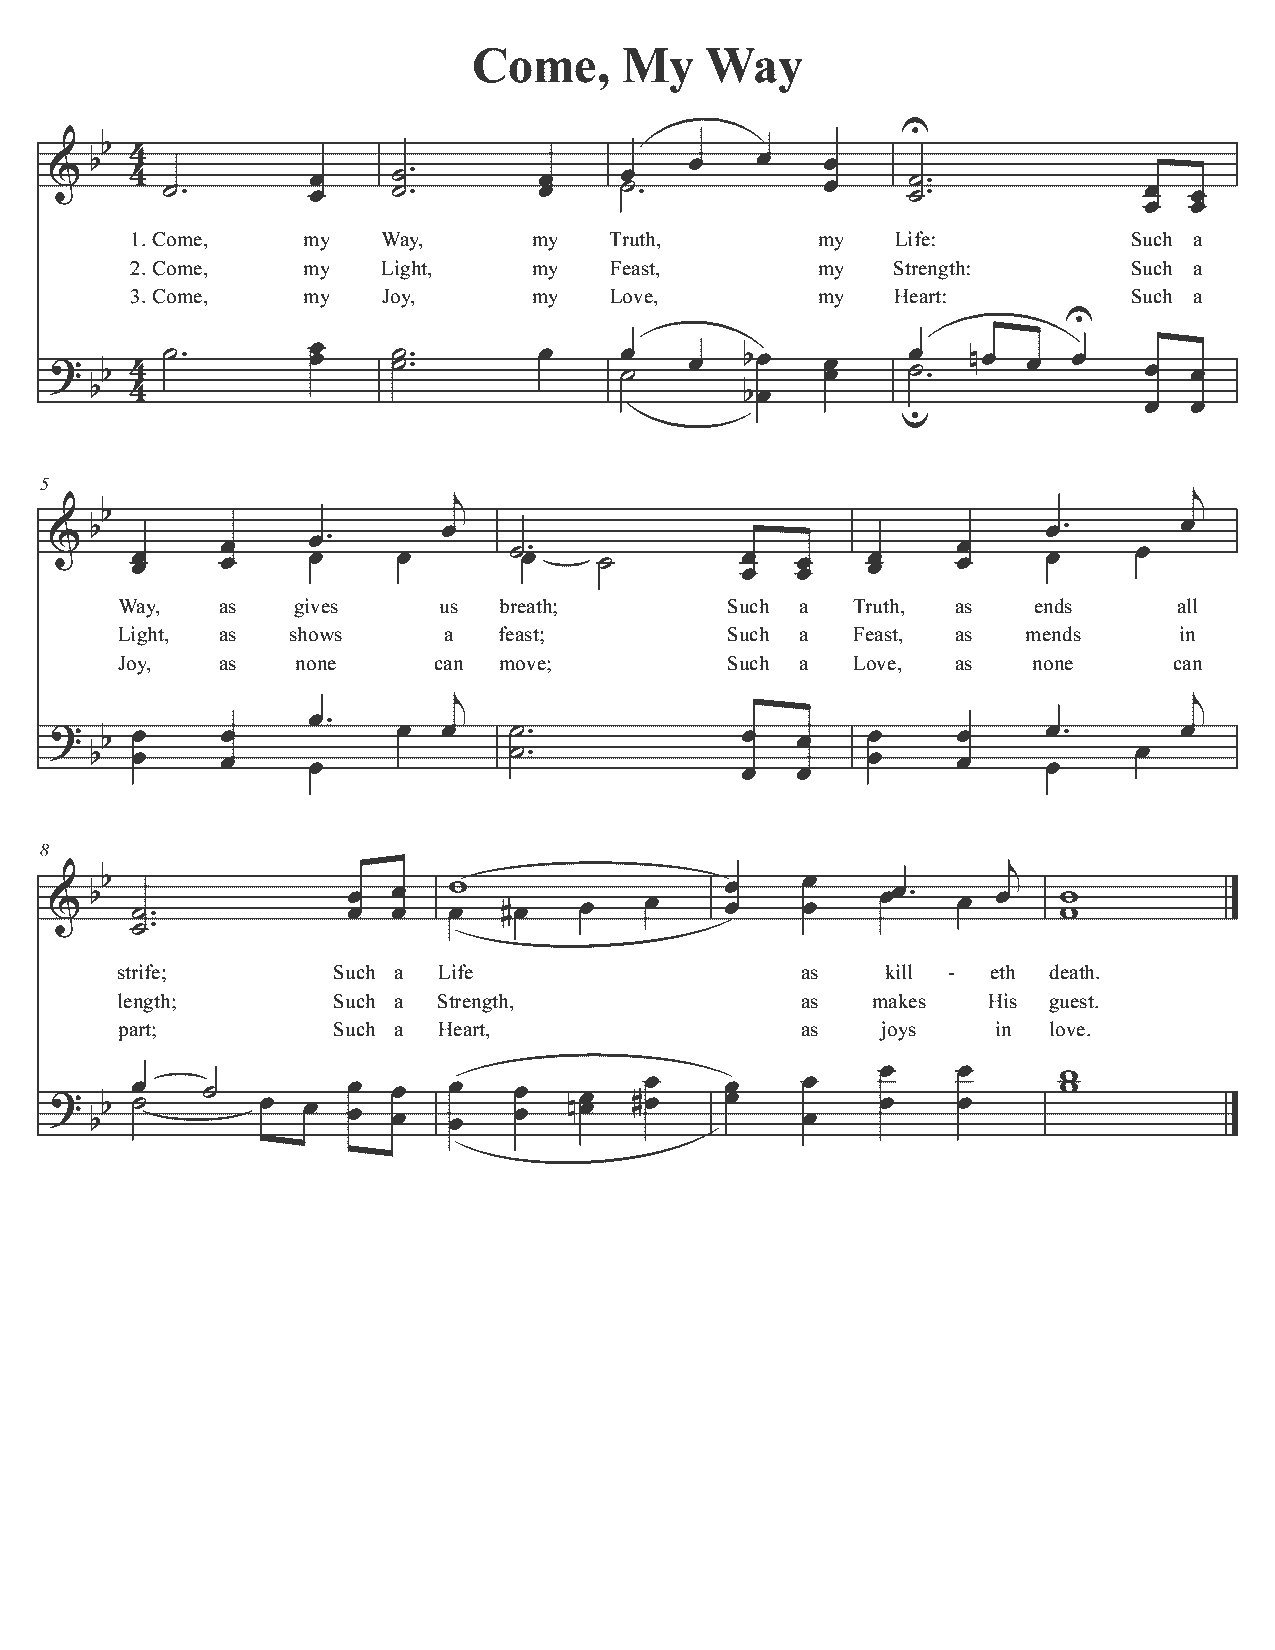 Come, My Way
1. Come, my Way, my Truth, my Life: Such a
2. Come, my Light, my Feast, my Strength: Such a
3. Come, my Joy, my Love, my Heart: Such a
5
Way, as gives us breath; Such a Truth, as ends all
Light, as shows a feast; Such a Feast, as mends in
Joy, as none can move; Such a Love, as none can
8
strife; Such a Life as kill - eth death.
length; Such a Strength, as makes His guest.
part; Such a Heart, as joys in love.